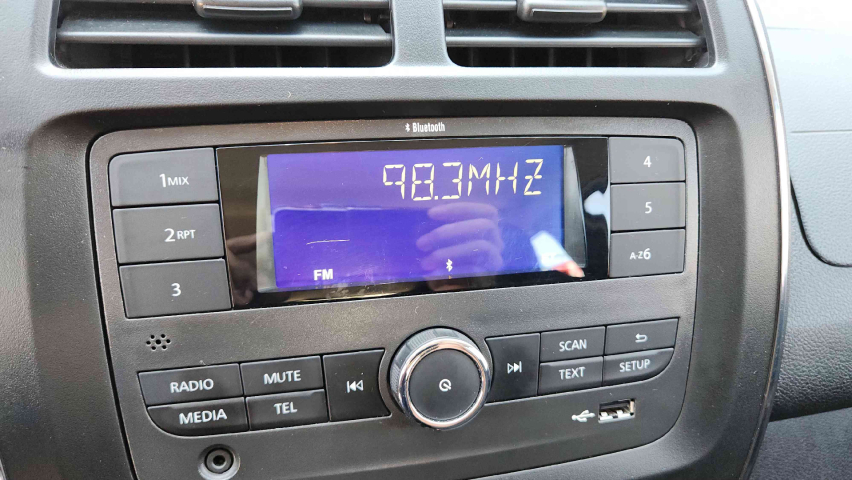 Bluetooth
1MIX
98.3MHZ
4
2RPT
5
3
FM
A-Z6
RADIO
MUTE
SCAN
MEDIA
TEL
TEXT
SETUP